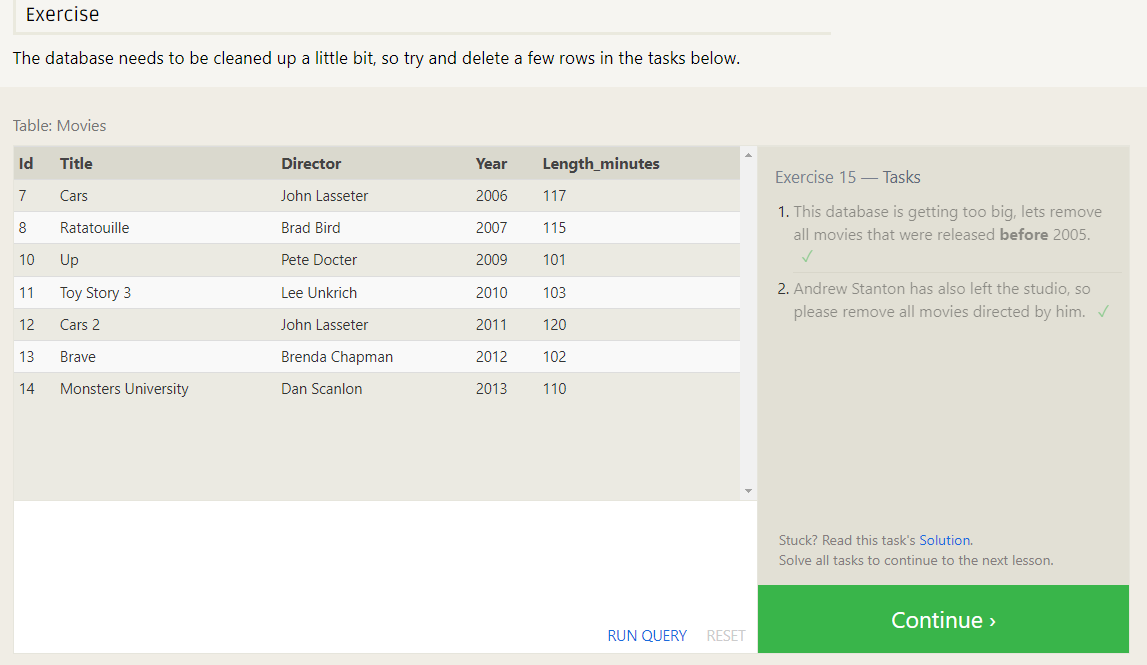 Exercise
The database needs to be cleaned up a little bit, so try and delete a few rows in the tasks below.
Table: Movies
Id Title Director Year Length_minutes
7 Cars John Lasseter 2006 117
8 Ratatouille Brad Bird 2007 115
10 Up Pete Docter 2009 101
11 Toy Story 3 Lee Unkrich 2010 103
12 Cars 2 John Lasseter 2011 120
13 Brave Brenda Chapman 2012 102
14 Monsters University Dan Scanlon 2013 110
RUN QUERY RESET
Exercise 15 — Tasks
1. This database is getting too big, lets remove
all movies that were released before 2005.
✓
2. Andrew Stanton has also left the studio, so
please remove all movies directed by him. ✓
Stuck? Read this task's Solution.
Solve all tasks to continue to the next lesson.
Continue ›